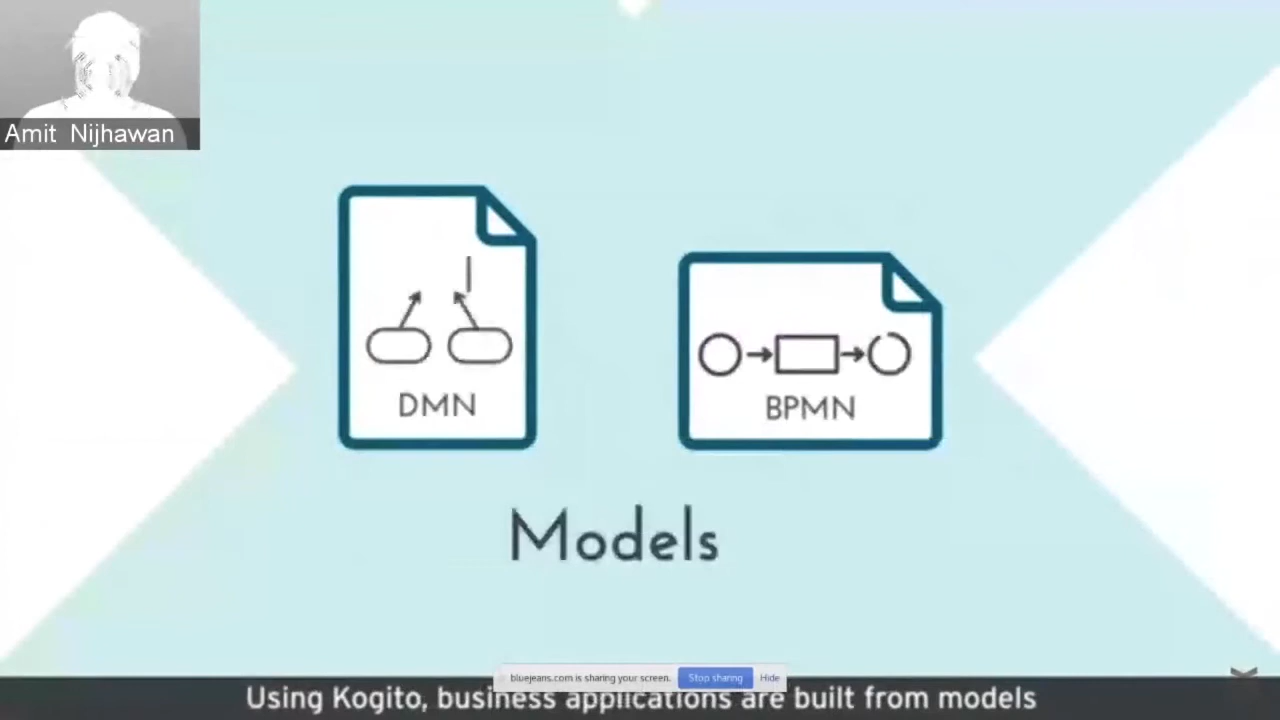 Amit Nijhawan
DMN
BPMN
Models
bluejeans.com is sharing your screen. Stop sharing Hide
Using Kogito, business applications are built from models